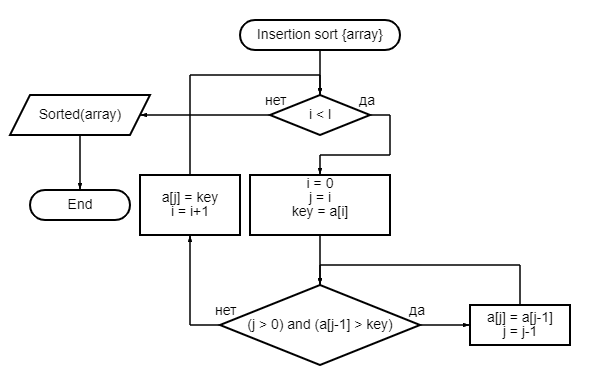 Insertion sort {array}
нет
да
i < l
Sorted(array)
End
a[j] = key
i = i+1
i = 0
j = i
key = a[i]
нет
да
(j > 0) and (a[j-1] > key)
a[j] = a[j-1]
j = j-1